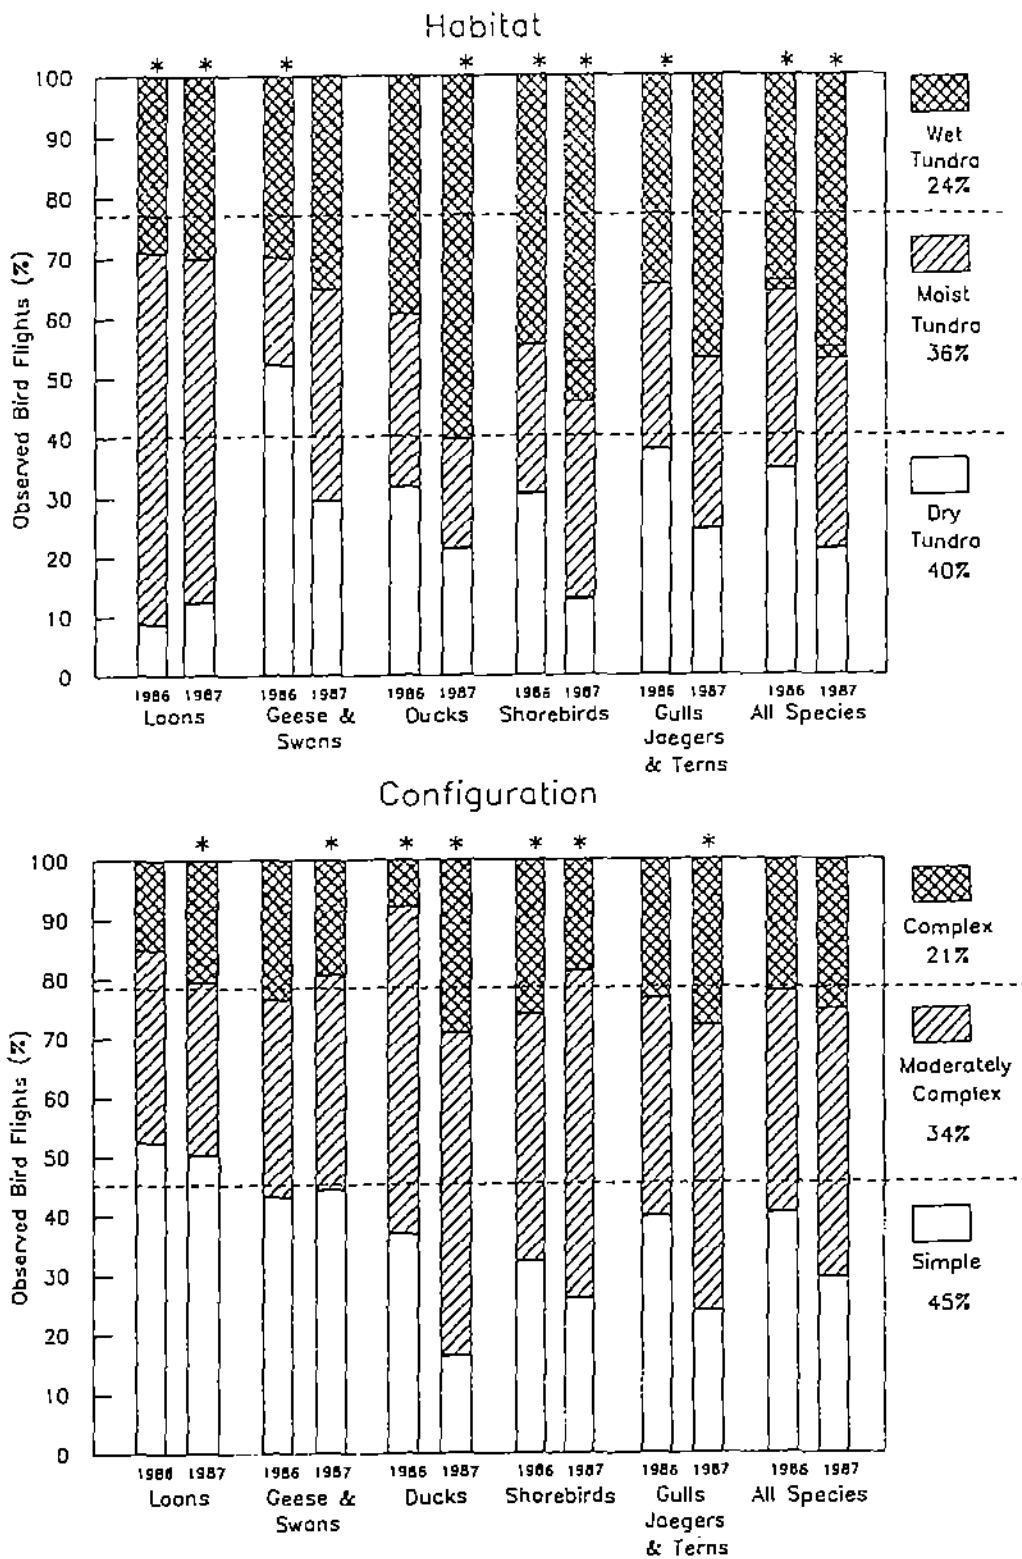 Habitat
* * * * * * * * *
100
90
80
70
60
50
40
30
20
10
0
Observed Bird Flights (%)
Wet
Tundra
24%
Moist
Tundra
36%
Dry
Tundra
40%
1986 1987 1986 1987 1986 1987 1986 1987 1986 1987 1986 1987
Loons Geese & Ducks Shorebirds Gulls All Species
Swans Jaegers
& Terns
Configuration
* * * * * * *
100
90
80
70
60
50
40
30
20
10
0
Observed Bird Flights (%)
Complex
21%
Moderately
Complex
34%
Simple
45%
1986 1987 1986 1987 1986 1987 1986 1987 1986 1987 1986 1987
Loons Geese & Ducks Shorebirds Gulls All Species
Swans Jaegers
& Terns